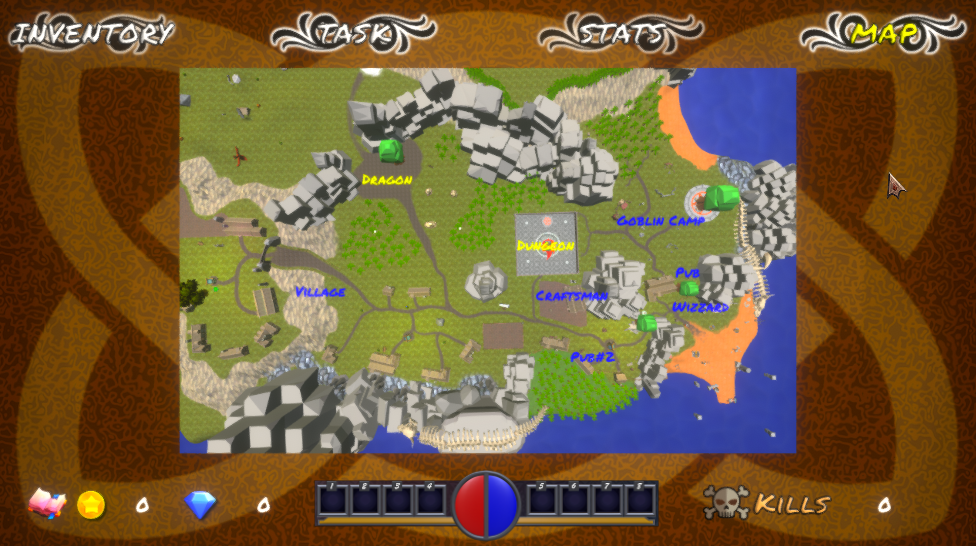 INVENTORY TASK STATS MAP
DRAGON
GOBLIN CAMP
DUNGEON
PUB
VILLAGE
CRAFTSMAN
WIZZARD
PUB#2
1 2 3 4 5 6 7 8
0 0 KILLS 0